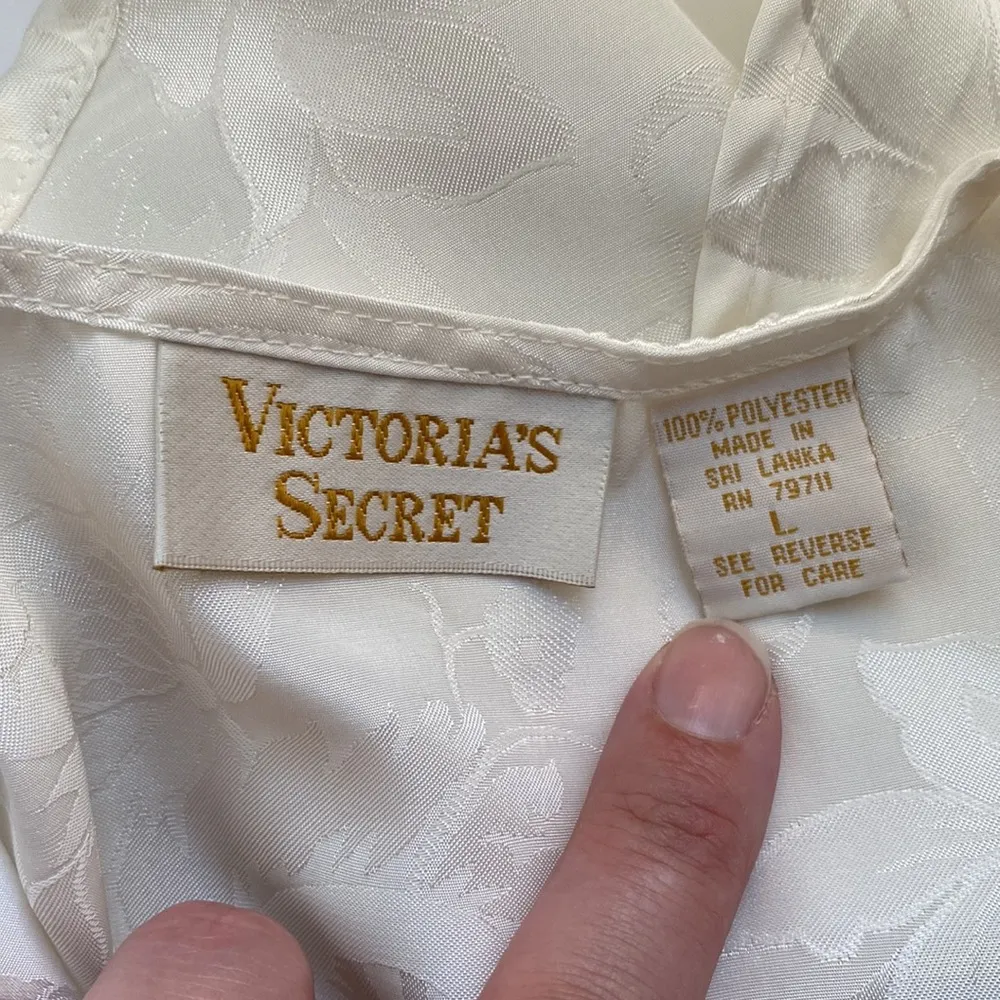 VICTORIA'S
SECRET
100% POLYESTER
MADE IN
SRI LANKA
RN 79711
L
SEE REVERSE
FOR CARE